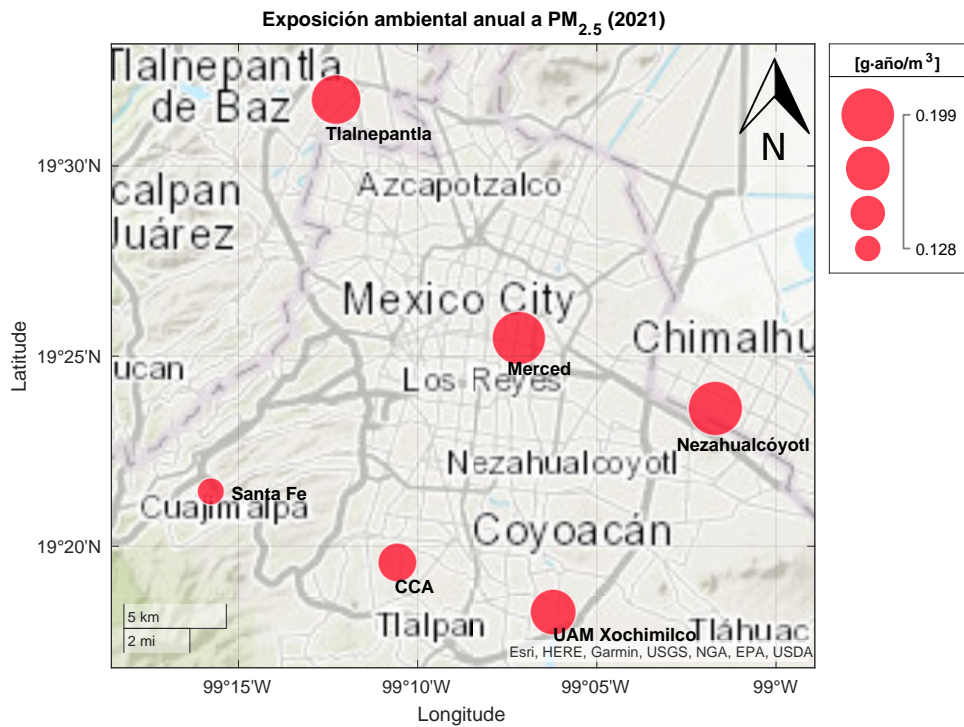 Exposición ambiental anual a PM2.5 (2021)
Tlalnepantla
de Baz
Tlalnepantla
N
[g·año/m3]
0.199
0.128
19°30'N
Azcapotzalco
calpan
Juárez
Mexico City
Chimalhu
Merced
19°25'N
Latitude
ucan
Los Reyes
Nezahualcóyotl
Nezahualcoyotl
Santa Fe
Cuajimalpa
Coyoacán
19°20'N
CCA
5 km
2 mi
Tlalpan
UAM Xochimilco
Tláhuac
Esri, HERE, Garmin, USGS, NGA, EPA, USDA
99°15'W
99°10'W
99°05'W
99°W
Longitude